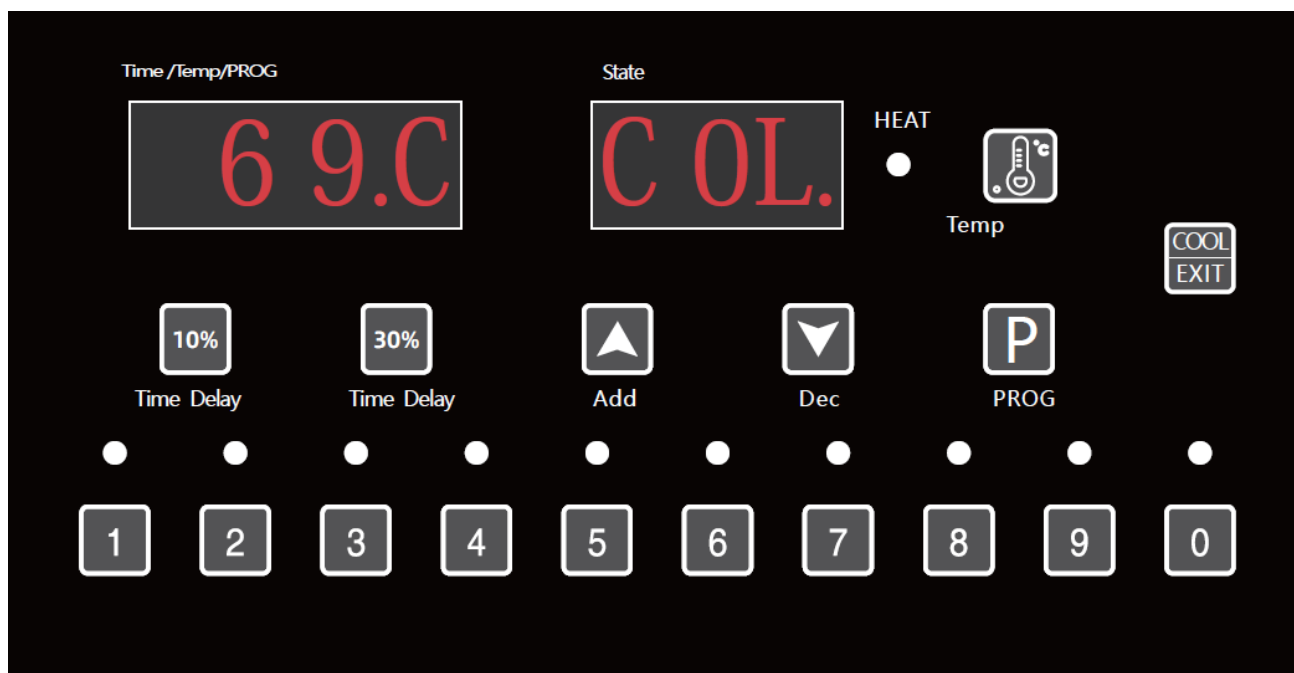 Time /Temp/PROG
State
6 9.C
C 0L.
HEAT
°C
Temp
COOL
EXIT
10%
30%
P
Time Delay
Time Delay
Add
Dec
PROG
1 2 3 4 5 6 7 8 9 0